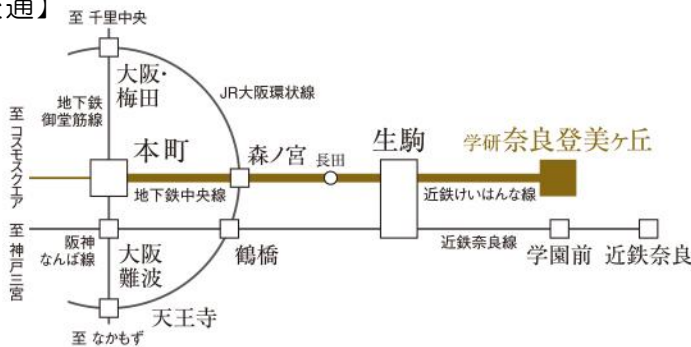 通】
至 千里中央
大阪・
梅田
地下鉄
御堂筋線
JR大阪環状線
至 コスモスクエア
本町
森ノ宮
長田
生駒
学研奈良登美ヶ丘
地下鉄中央線
近鉄けいはんな線
至 神戸三宮
阪神
なんば線
大阪
難波
鶴橋
近鉄奈良線
学園前
近鉄奈良
天王寺
至 なかもず